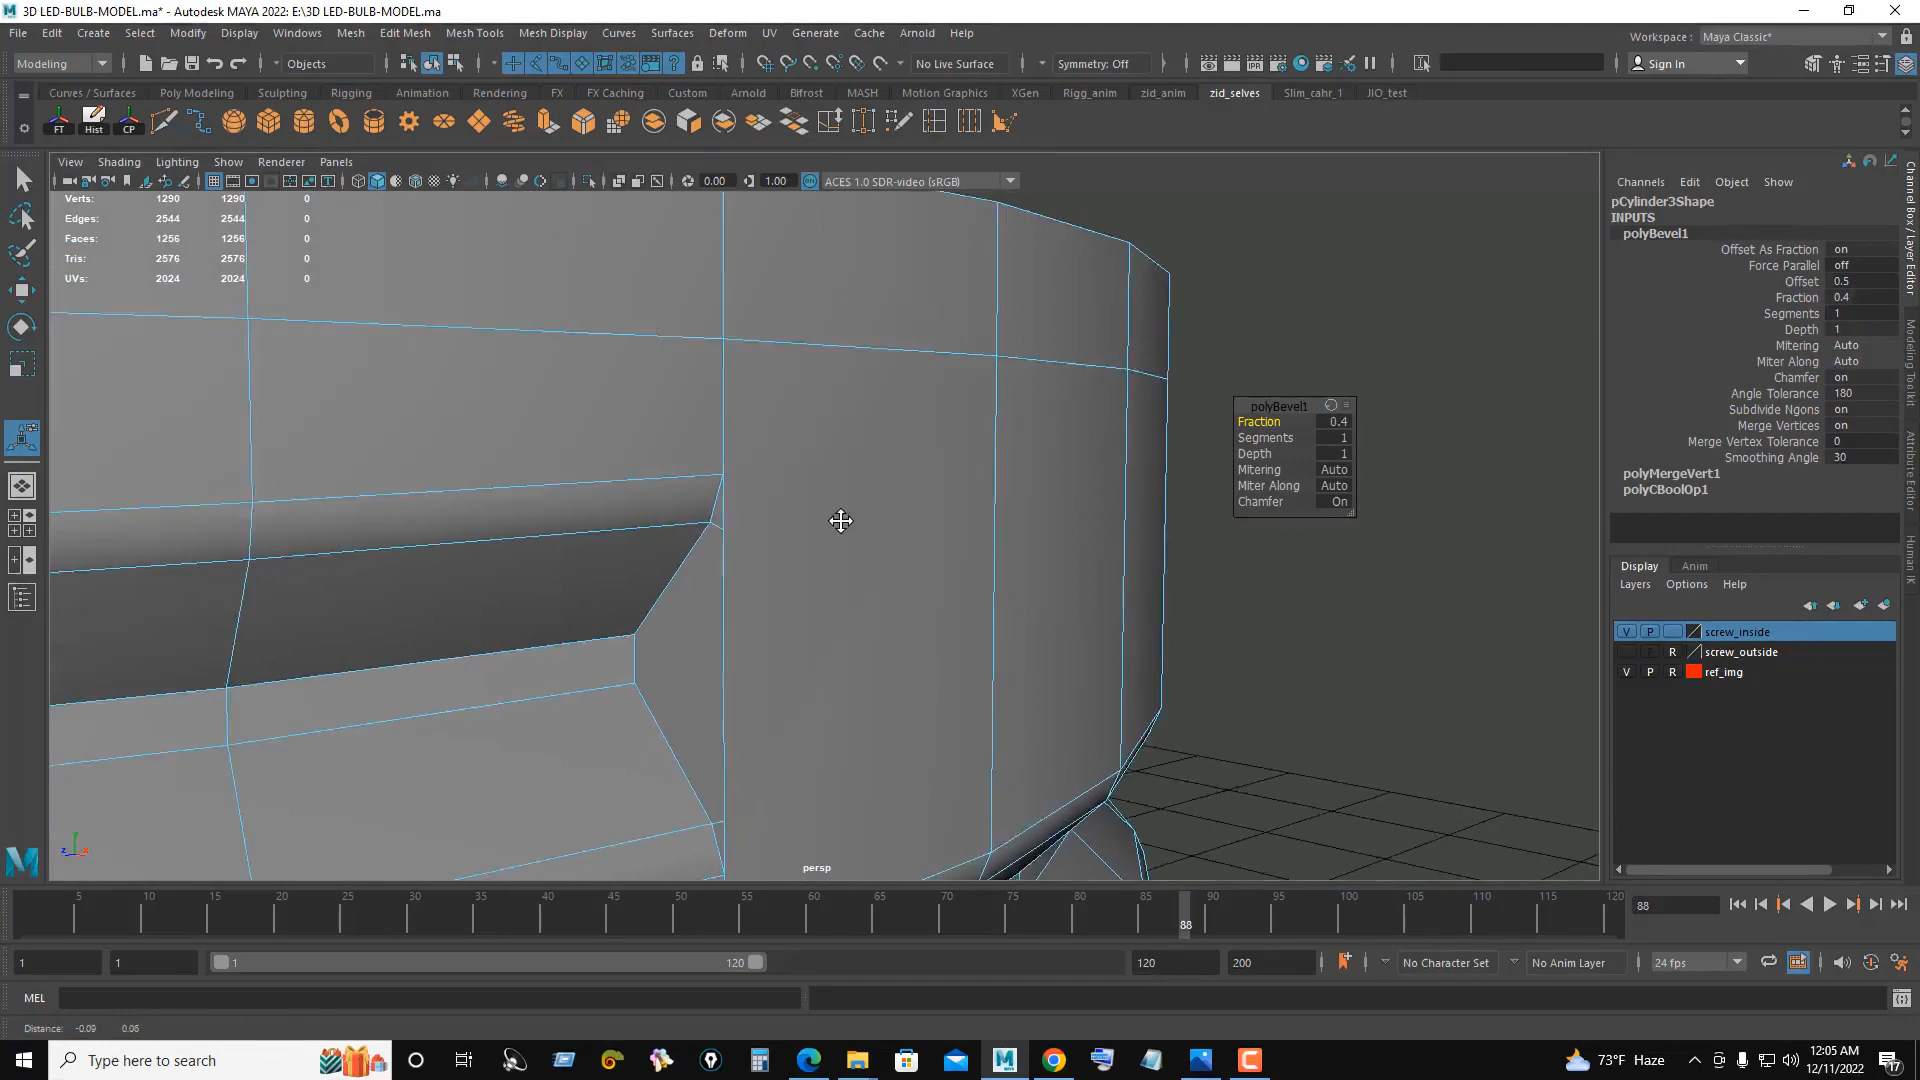 3D LED-BULB-MODEL.ma* - Autodesk MAYA 2022: E:\3D LED-BULB-MODEL.ma
File Edit Create Select Modify Display Windows Mesh Edit Mesh Mesh Tools Mesh Display Curves Surfaces Deform UV Generate Cache Arnold Help
Workspace : Maya Classic*
Modeling Objects No Live Surface Symmetry: Off Sign In
Curves / Surfaces Poly Modeling Sculpting Rigging Animation Rendering FX FX Caching Custom Arnold Bifrost MASH Motion Graphics XGen Rigg_anim zid_anim zid_selves Slim_cahr_1 JIO_test
FT Hist CP
View Shading Lighting Show Renderer Panels
0.00 1.00 ACES 1.0 SDR-video (sRGB)
Verts: 1290 1290 0
Edges: 2544 2544 0
Faces: 1256 1256 0
Tris: 2576 2576 0
UVs: 2024 2024 0
polyBevel1
Fraction 0.4
Segments 1
Depth 1
Mitering Auto
Miter Along Auto
Chamfer On
persp
z x
Channels Edit Object Show
pCylinder3Shape
INPUTS
polyBevel1
Offset As Fraction on
Force Parallel off
Offset 0.5
Fraction 0.4
Segments 1
Depth 1
Mitering Auto
Miter Along Auto
Chamfer on
Angle Tolerance 180
Subdivide Ngons on
Merge Vertices on
Merge Vertex Tolerance 0
Smoothing Angle 30
polyMergeVert1
polyCBoolOp1
Display Anim
Layers Options Help
V P screw_inside
P R screw_outside
V P R ref_img
Channel Box / Layer Editor
Modeling Toolkit
Attribute Editor
Human IK
5 10 15 20 25 30 35 40 45 50 55 60 65 70 75 80 85 90 95 100 105 110 115 120
88
88
1 1 1 120 120 200 No Character Set No Anim Layer 24 fps
MEL
Distance: -0.09 0.06
Type here to search
73°F Haze
12:05 AM
12/11/2022
17